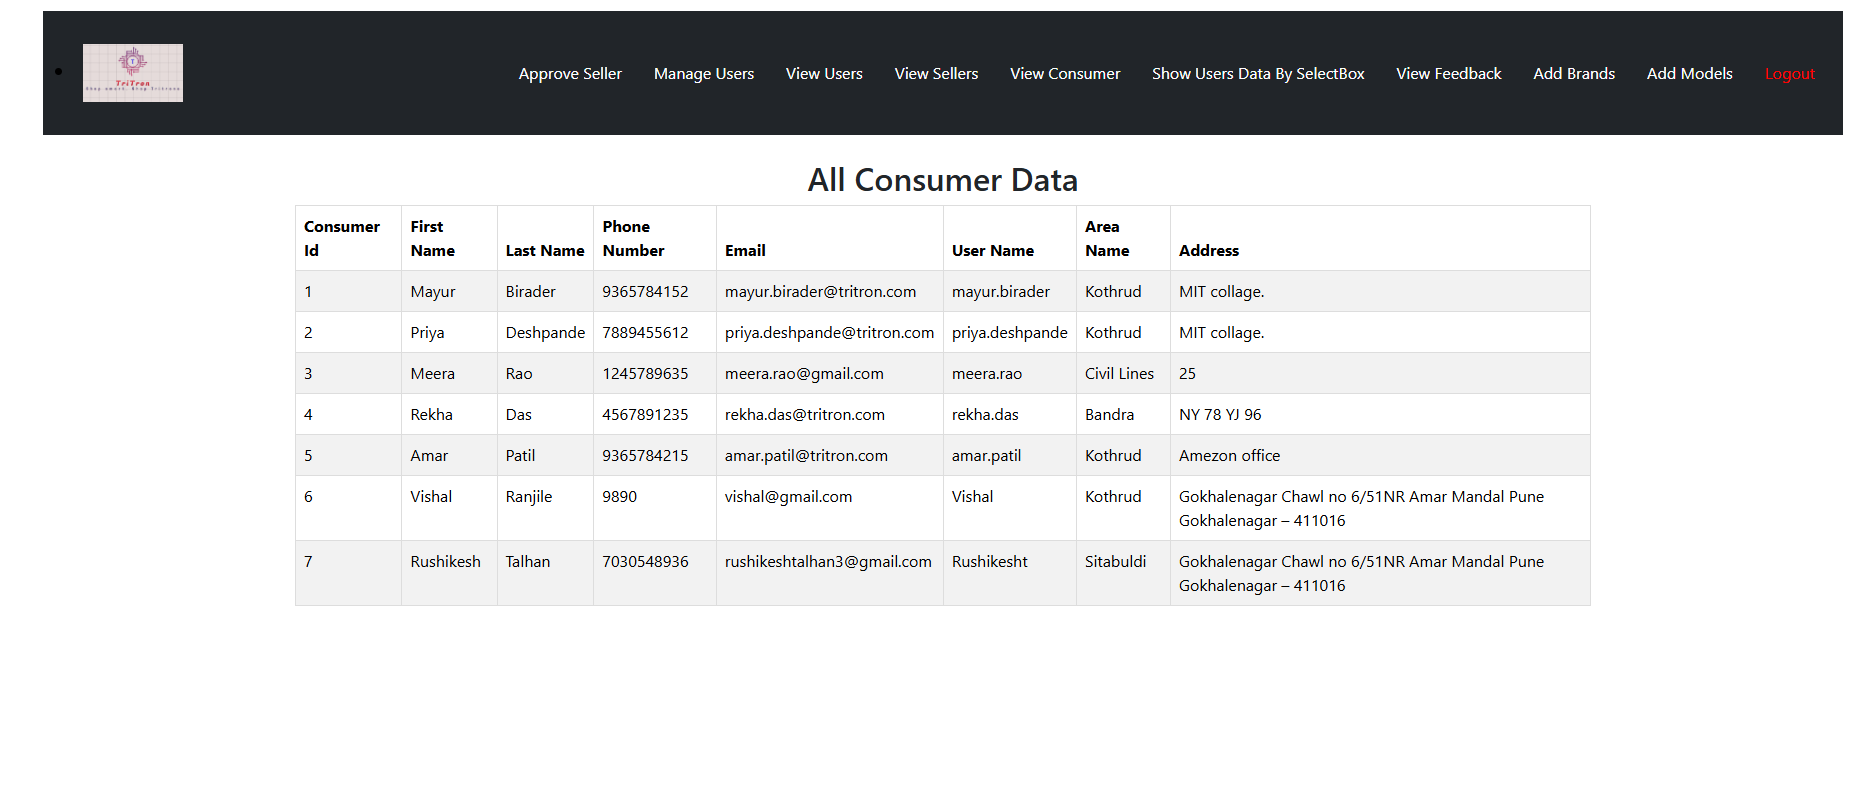 T
TriTron
Shop smart, Shop Tritron.
Approve Seller Manage Users View Users View Sellers View Consumer Show Users Data By SelectBox View Feedback Add Brands Add Models Logout
All Consumer Data
Consumer Id First Name Last Name Phone Number Email User Name Area Name Address
1 Mayur Birader 9365784152 mayur.birader@tritron.com mayur.birader Kothrud MIT collage.
2 Priya Deshpande 7889455612 priya.deshpande@tritron.com priya.deshpande Kothrud MIT collage.
3 Meera Rao 1245789635 meera.rao@gmail.com meera.rao Civil Lines 25
4 Rekha Das 4567891235 rekha.das@tritron.com rekha.das Bandra NY 78 YJ 96
5 Amar Patil 9365784215 amar.patil@tritron.com amar.patil Kothrud Amezon office
6 Vishal Ranjile 9890 vishal@gmail.com Vishal Kothrud Gokhalenagar Chawl no 6/51NR Amar Mandal Pune
Gokhalenagar – 411016
7 Rushikesh Talhan 7030548936 rushikeshtalhan3@gmail.com Rushikesht Sitabuldi Gokhalenagar Chawl no 6/51NR Amar Mandal Pune
Gokhalenagar – 411016